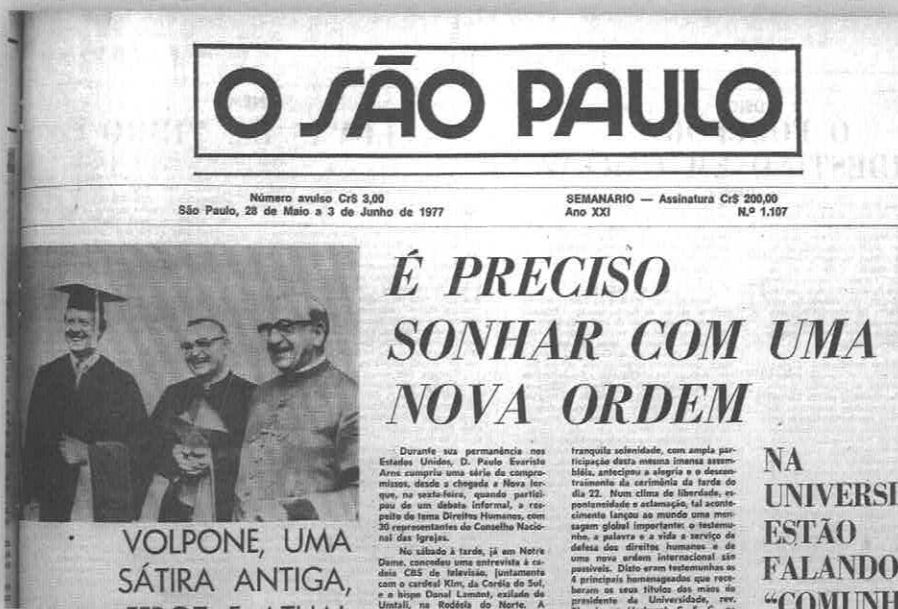 O SÃO PAULO
Número avulso Cr$ 3,00
São Paulo, 28 de Maio a 3 de Junho de 1977
SEMANÁRIO — Assinatura Cr$ 200,00
Ano XXI N.º 1.107
É PRECISO
SONHAR COM UMA
NOVA ORDEM
Durante sua permanência nos
Estados Unidos, D. Paulo Evaristo
Arns cumpriu uma série de compro-
missos, desde a chegada a Nova Ior-
que, na sexta-feira, quando partici-
pou de um debate informal, a res-
peito do tema Direitos Humanos, com
30 representantes do Conselho Nacio-
nal das Igrejas.
No sábado à tarde, já em Notre
Dame, concedeu uma entrevista à ca-
deia CBS de televisão, (juntamente
com o cardeal Kim, da Coréia do Sul,
e o bispo Donal Lamont, exilado de
Umtali, na Rodésia do Norte. A
tranquila solenidade, com ampla par-
ticipação desta mesma imensa assem-
bléia, antecipou a alegria e o descon-
traimento da cerimônia da tarde do
dia 22. Num clima de liberdade, es-
pontaneidade e aclamação, tal aconte-
cimento lançou ao mundo uma men-
sagem global importante: o testemu-
nho, a palavra e a vida a serviço da
defesa dos direitos humanos e de
uma nova ordem internacional são
possíveis. Disto eram testemunhas os
4 principais homenageados que rece-
beram os seus títulos das mãos do
presidente da Universidade, rev.
NA
UNIVERSI
ESTÃO
FALANDO
"COMUNH
VOLPONE, UMA
SÁTIRA ANTIGA,